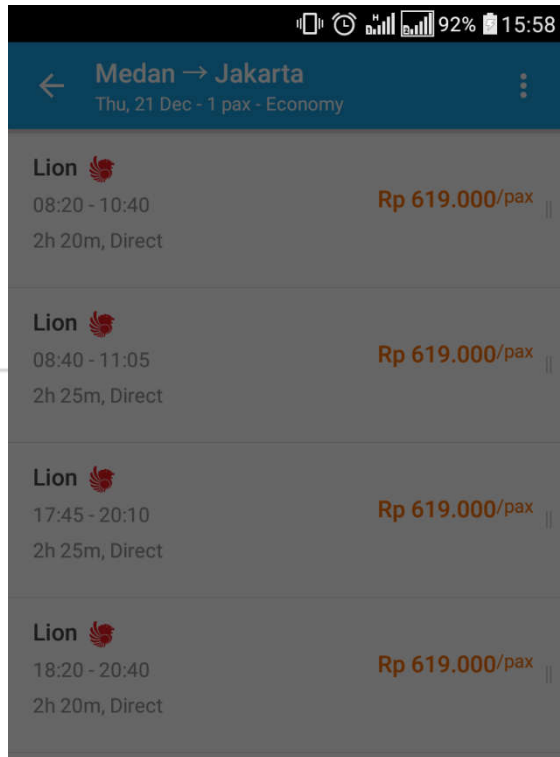 92% 15:58
Medan → Jakarta
Thu, 21 Dec - 1 pax - Economy
Lion
08:20 - 10:40
Rp 619.000/pax
2h 20m, Direct
Lion
08:40 - 11:05
Rp 619.000/pax
2h 25m, Direct
Lion
17:45 - 20:10
Rp 619.000/pax
2h 25m, Direct
Lion
18:20 - 20:40
Rp 619.000/pax
2h 20m, Direct